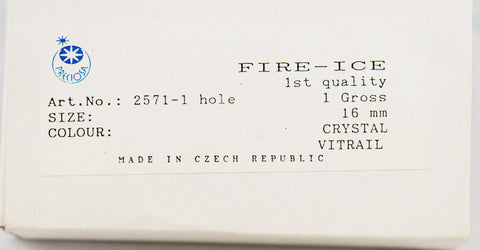 PRECIOSA
FIRE-ICE
1st quality
Art.No.: 2571-1 hole 1 Gross
SIZE: 16 mm
COLOUR: CRYSTAL
VITRAIL
MADE IN CZECH REPUBLIC